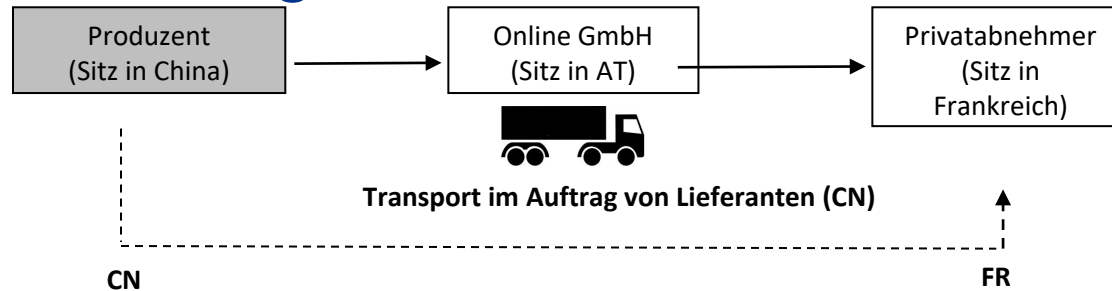 Produzent
(Sitz in China)
Online GmbH
(Sitz in AT)
Privatabnehmer
(Sitz in
Frankreich)
Transport im Auftrag von Lieferanten (CN)
CN
FR